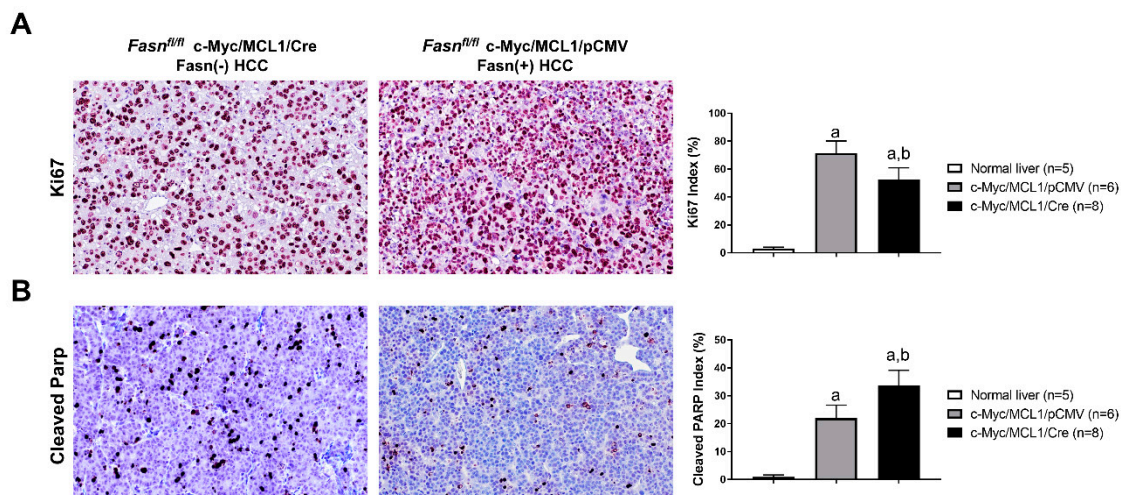 A
Fasnfl/fl c-Myc/MCL1/Cre
Fasn(-) HCC
Fasnfl/fl c-Myc/MCL1/pCMV
Fasn(+) HCC
Ki67
Ki67 Index (%)
100
80
60
40
20
0
a
a,b
Normal liver (n=5)
c-Myc/MCL1/pCMV (n=6)
c-Myc/MCL1/Cre (n=8)
B
Cleaved Parp
Cleaved PARP Index (%)
50
40
30
20
10
0
a
a,b
Normal liver (n=5)
c-Myc/MCL1/pCMV (n=6)
c-Myc/MCL1/Cre (n=8)